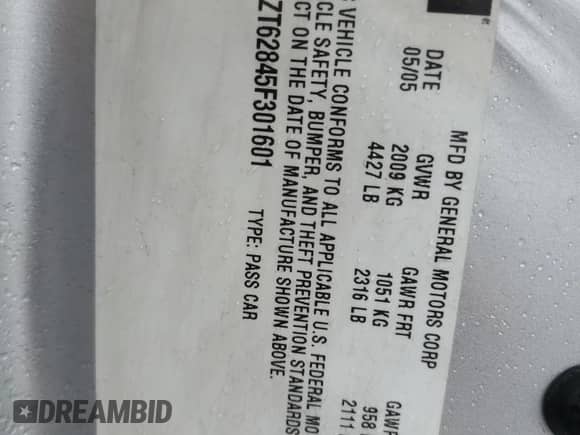 MFD BY GENERAL MOTORS CORP
DATE GVWR GAWR FRT GAWR
05/05 2009 KG 1051 KG 958
4427 LB 2316 LB 2111
VEHICLE CONFORMS TO ALL APPLICABLE U.S. FEDERAL MO
CLE SAFETY, BUMPER, AND THEFT PREVENTION STANDARDS
CT ON THE DATE OF MANUFACTURE SHOWN ABOVE.
ZT62845F301601 TYPE: PASS CAR
DREAMBID